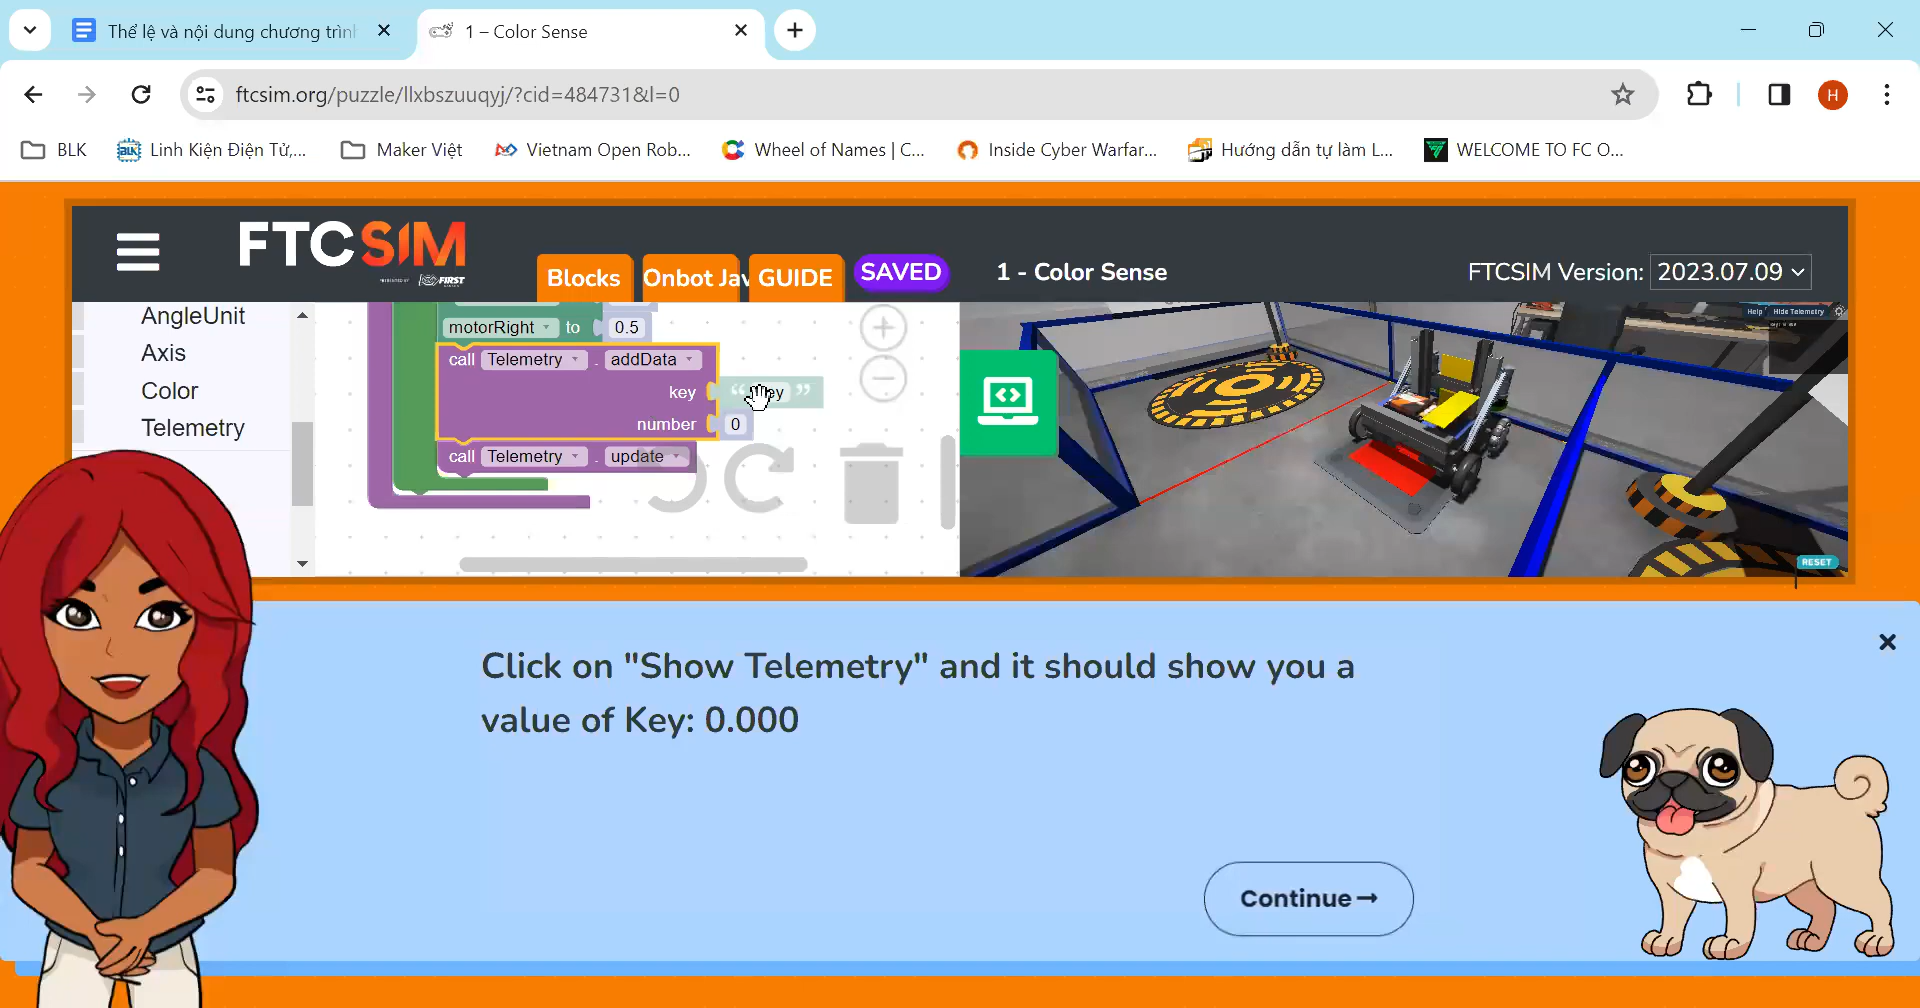 Thể lệ và nội dung chương trìn
1 – Color Sense
ftcsim.org/puzzle/llxbszuuqyj/?cid=484731&l=0
H
BLK
Linh Kiện Điện Tử,...
Maker Việt
Vietnam Open Rob...
Wheel of Names | C...
Inside Cyber Warfar...
Hướng dẫn tự làm L...
WELCOME TO FC O...
FTCSIM
FIRST
Blocks
Onbot Jav
GUIDE
SAVED
1 - Color Sense
FTCSIM Version: 2023.07.09
AngleUnit
Axis
Color
Telemetry
motorRight to 0.5
call Telemetry . addData
key
number 0
call Telemetry . update
Help
Hide Telemetry
RESET
Click on "Show Telemetry" and it should show you a
value of Key: 0.000
Continue→